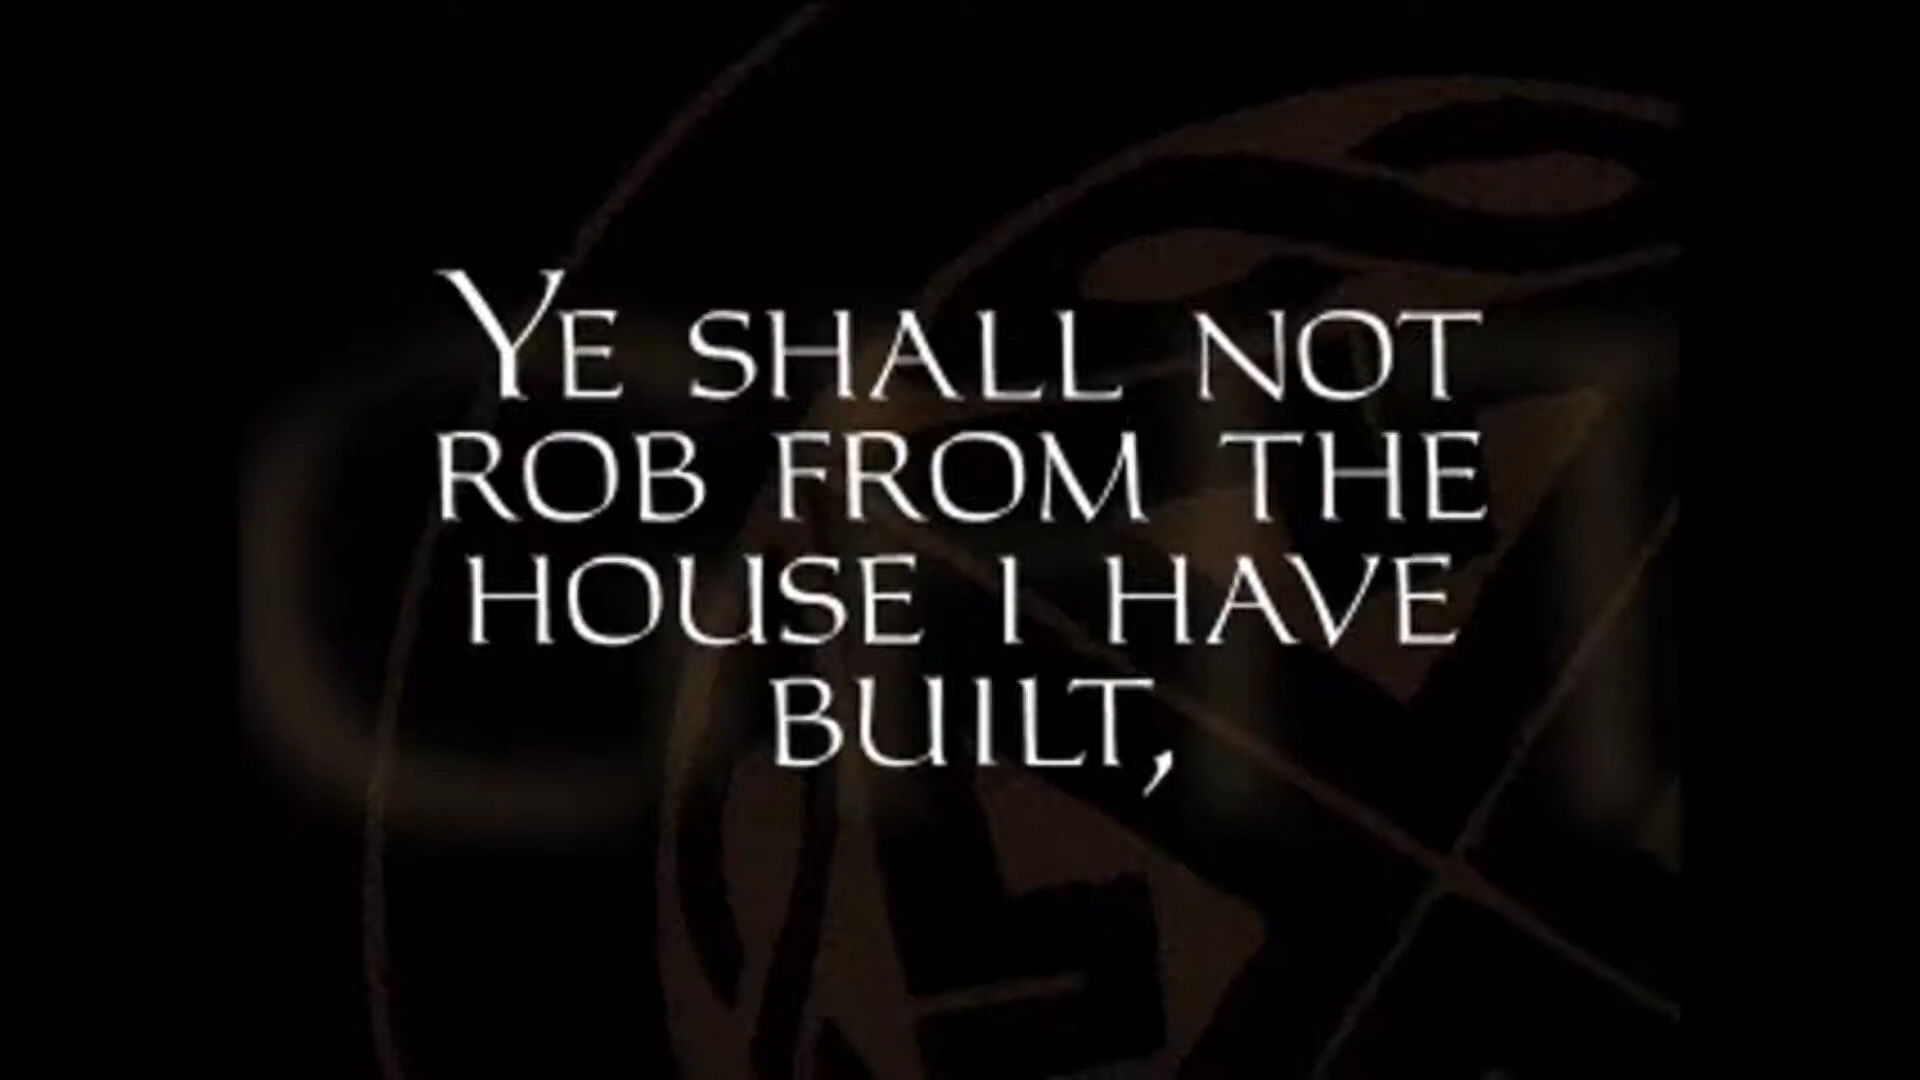 Ye shall not
rob from the
house I have
built,